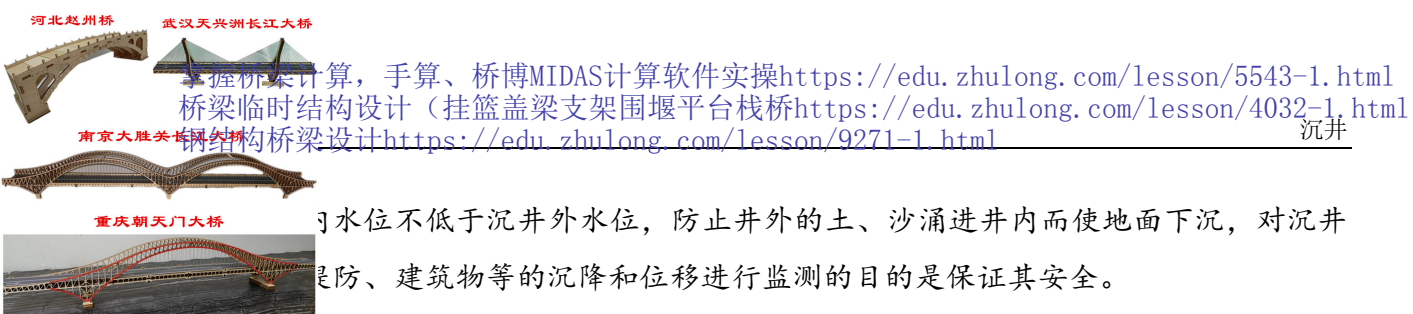 河北赵州桥
武汉天兴洲长江大桥
掌握桥梁计算，手算、桥博MIDAS计算软件实操https://edu.zhulong.com/lesson/5543-1.html
桥梁临时结构设计（挂篮盖梁支架围堰平台栈桥https://edu.zhulong.com/lesson/4032-1.html
钢结构桥梁设计https://edu.zhulong.com/lesson/9271-1.html
南京大胜关长江大桥
沉井
重庆朝天门大桥
水位不低于沉井外水位，防止井外的土、沙涌进井内而使地面下沉，对沉井
防、建筑物等的沉降和位移进行监测的目的是保证其安全。